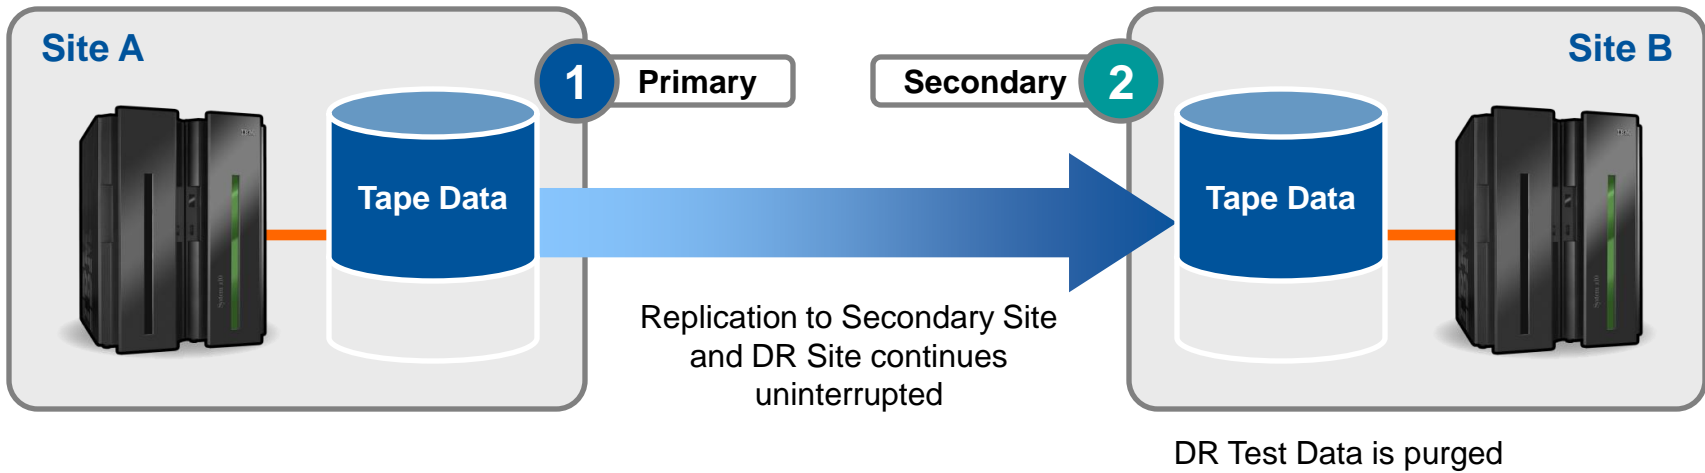 Site A
1 Primary
Secondary 2
Site B
Tape Data
Tape Data
Replication to Secondary Site
and DR Site continues
uninterrupted
DR Test Data is purged